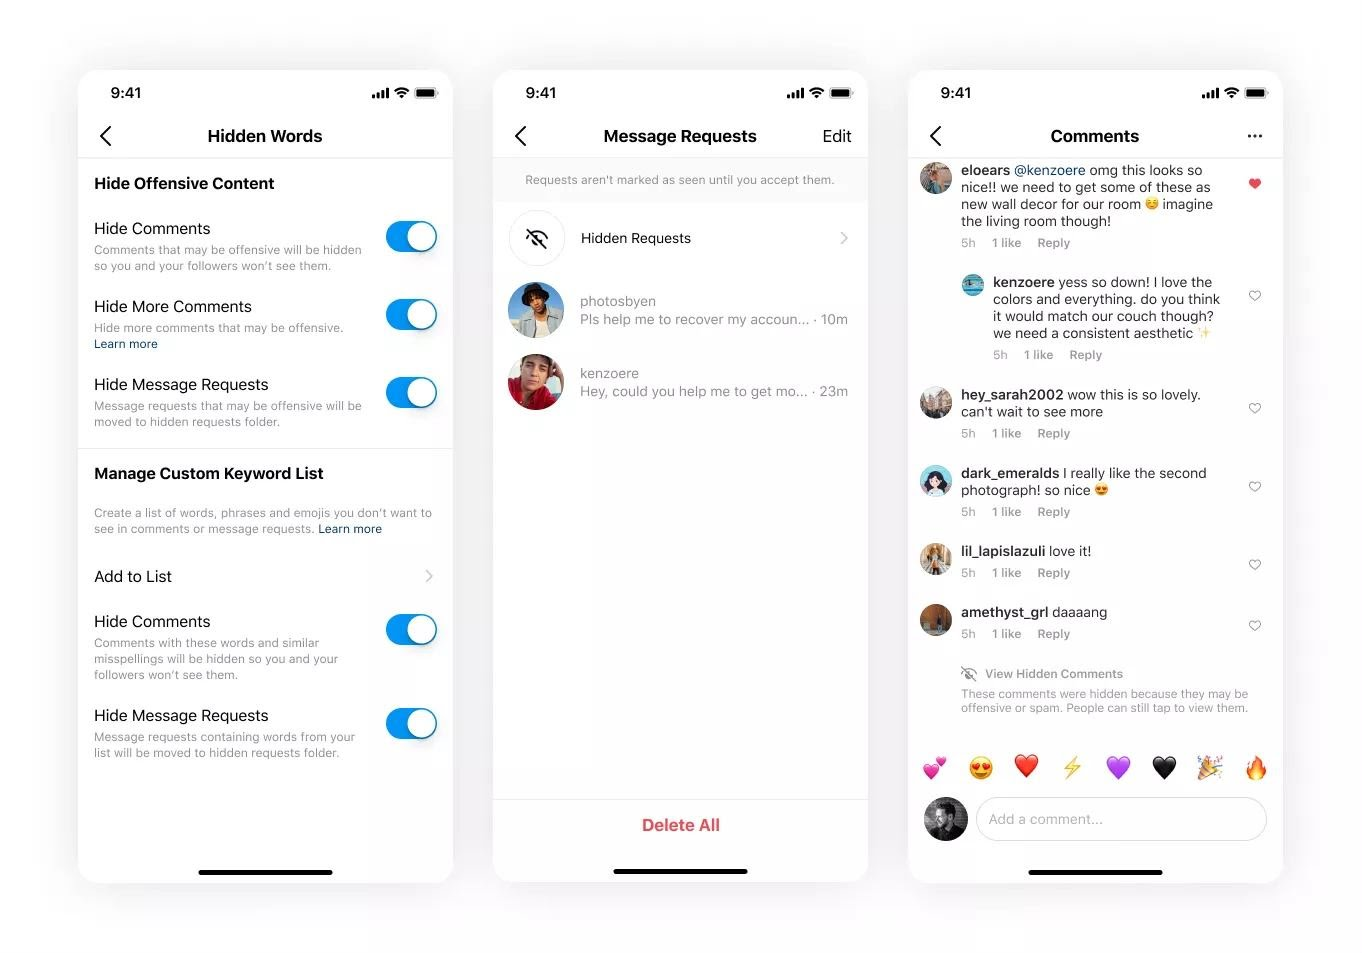 9:41
Hidden Words
Hide Offensive Content
Hide Comments
Comments that may be offensive will be hidden
so you and your followers won't see them.
Hide More Comments
Hide more comments that may be offensive.
Learn more
Hide Message Requests
Message requests that may be offensive will be
moved to hidden requests folder.
Manage Custom Keyword List
Create a list of words, phrases and emojis you don't want to
see in comments or message requests. Learn more
Add to List
Hide Comments
Comments with these words and similar
misspellings will be hidden so you and your
followers won't see them.
Hide Message Requests
Message requests containing words from your
list will be moved to hidden requests folder.
9:41
Message Requests
Edit
Requests aren't marked as seen until you accept them.
Hidden Requests
photosbyen
Pls help me to recover my accoun... · 10m
kenzoere
Hey, could you help me to get mo... · 23m
Delete All
9:41
Comments
eloears @kenzoere omg this looks so
nice!! we need to get some of these as
new wall decor for our room 😊 imagine
the living room though!
5h 1 like Reply
kenzoere yess so down! I love the
colors and everything. do you think
it would match our couch though?
we need a consistent aesthetic ✨
5h 1 like Reply
hey_sarah2002 wow this is so lovely.
can't wait to see more
5h 1 like Reply
dark_emeralds I really like the second
photograph! so nice 😍
5h 1 like Reply
lil_lapislazuli love it!
5h 1 like Reply
amethyst_grl daaaang
5h 1 like Reply
View Hidden Comments
These comments were hidden because they may be
offensive or spam. People can still tap to view them.
Add a comment...